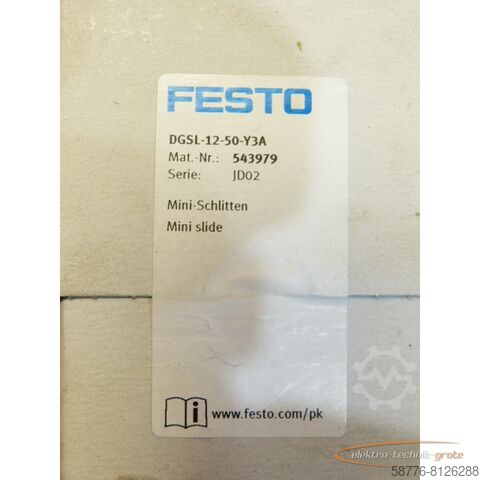 FESTO
DGSL-12-50-Y3A
Mat.-Nr.: 543979
Serie: JD02
Mini-Schlitten
Mini slide
i www.festo.com/pk
elektro-technik-grote
58776-8126288